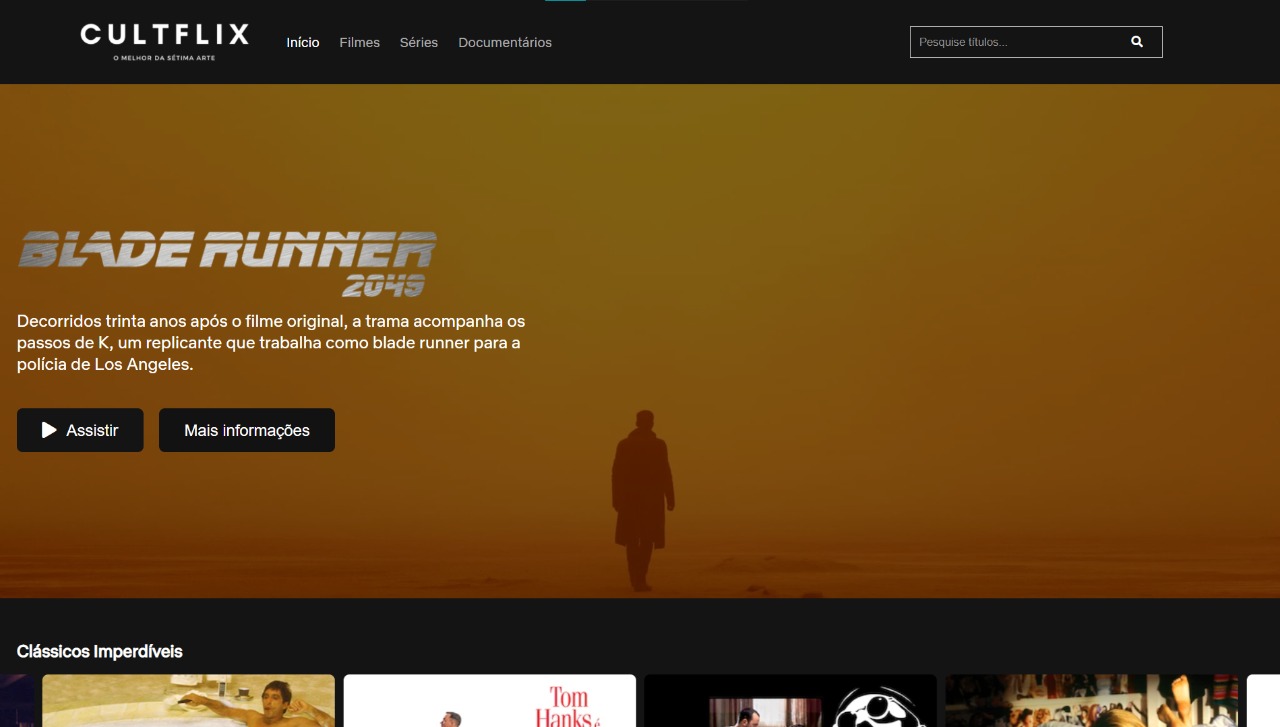 CULTFLIX
O MELHOR DA SÉTIMA ARTE
Início Filmes Séries Documentários
Pesquise títulos...
BLADE RUNNER
2049
Decorridos trinta anos após o filme original, a trama acompanha os
passos de K, um replicante que trabalha como blade runner para a
polícia de Los Angeles.
Assistir Mais informações
Clássicos Imperdíveis
Tom
Hanks é